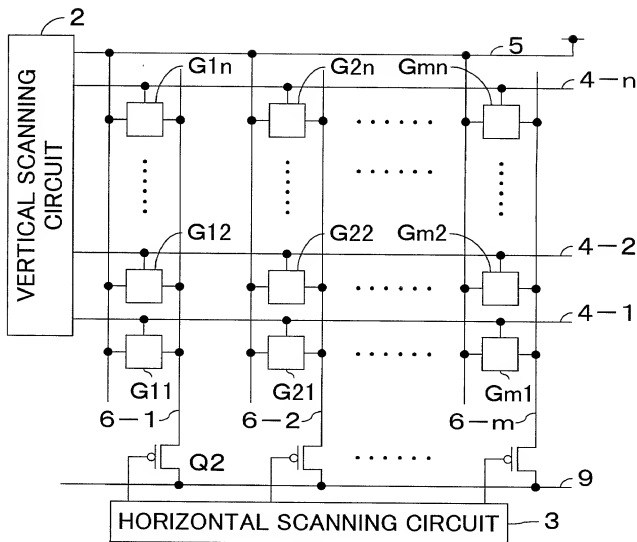 2
5
G1n
G2n
Gmn
4-n
VERTICAL SCANNING
CIRCUIT
G12
G22
Gm2
4-2
4-1
G11
G21
Gm1
6-1
6-2
6-m
Q2
9
HORIZONTAL SCANNING CIRCUIT
3